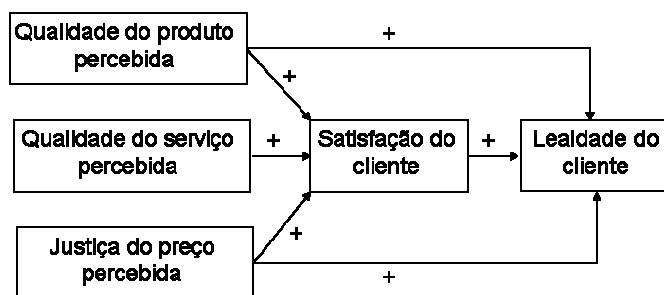 Qualidade do produto
percebida
+
+
Qualidade do serviço
percebida
+
Satisfação do
cliente
+
Lealdade do
cliente
Justiça do preço
percebida
+
+